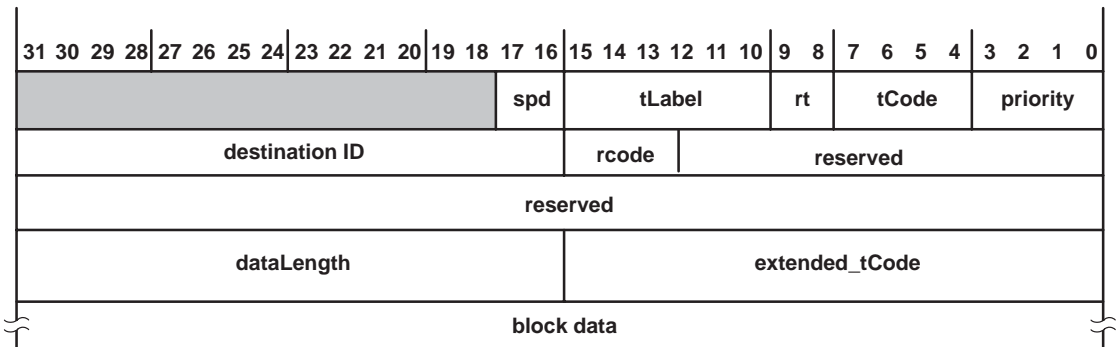 31 30 29 28 27 26 25 24 23 22 21 20 19 18 17 16 15 14 13 12 11 10 9 8 7 6 5 4 3 2 1 0
spd tLabel rt tCode priority
destination ID rcode reserved
reserved
dataLength extended_tCode
block data